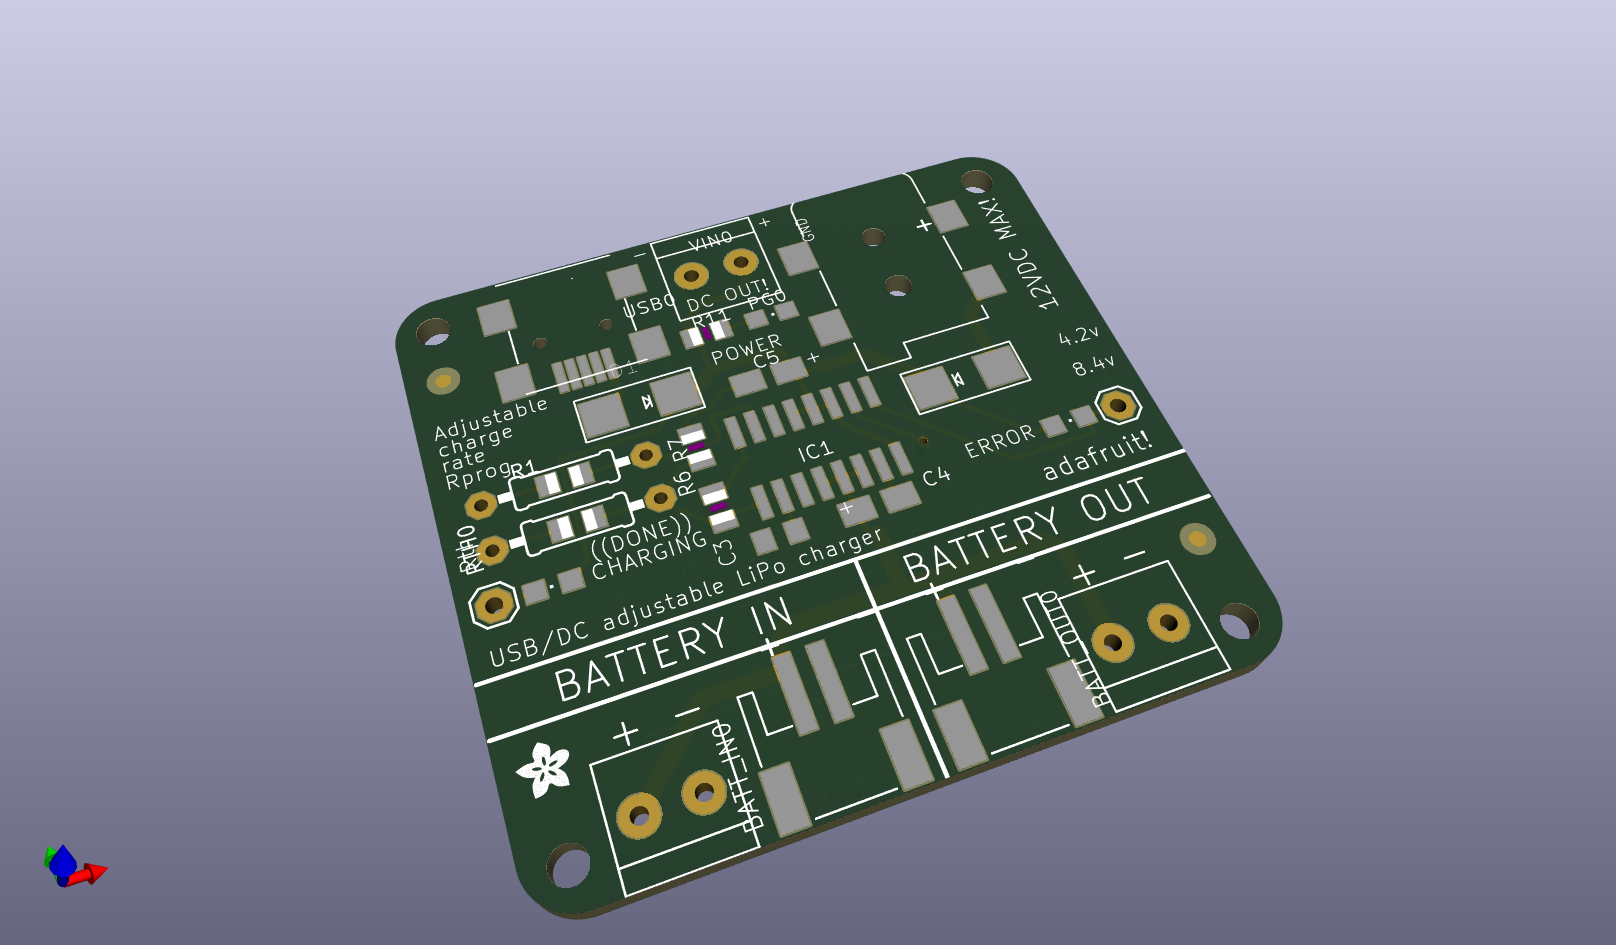 VIN0
+
−
GND
+
12VDC MAX!
USB0
DC OUT!
PG0
R11
POWER
C5
+
D1
4.2v
8.4v
Adjustable
charge
rate
Rprog
R1
R7
R6
IC1
ERROR
adafruit!
C4
+
C3
((DONE))
CHARGING
USB/DC adjustable LiPo charger
BATTERY IN
BATTERY OUT
+ −
+ −
BATT_IN0
BATT_OUT0